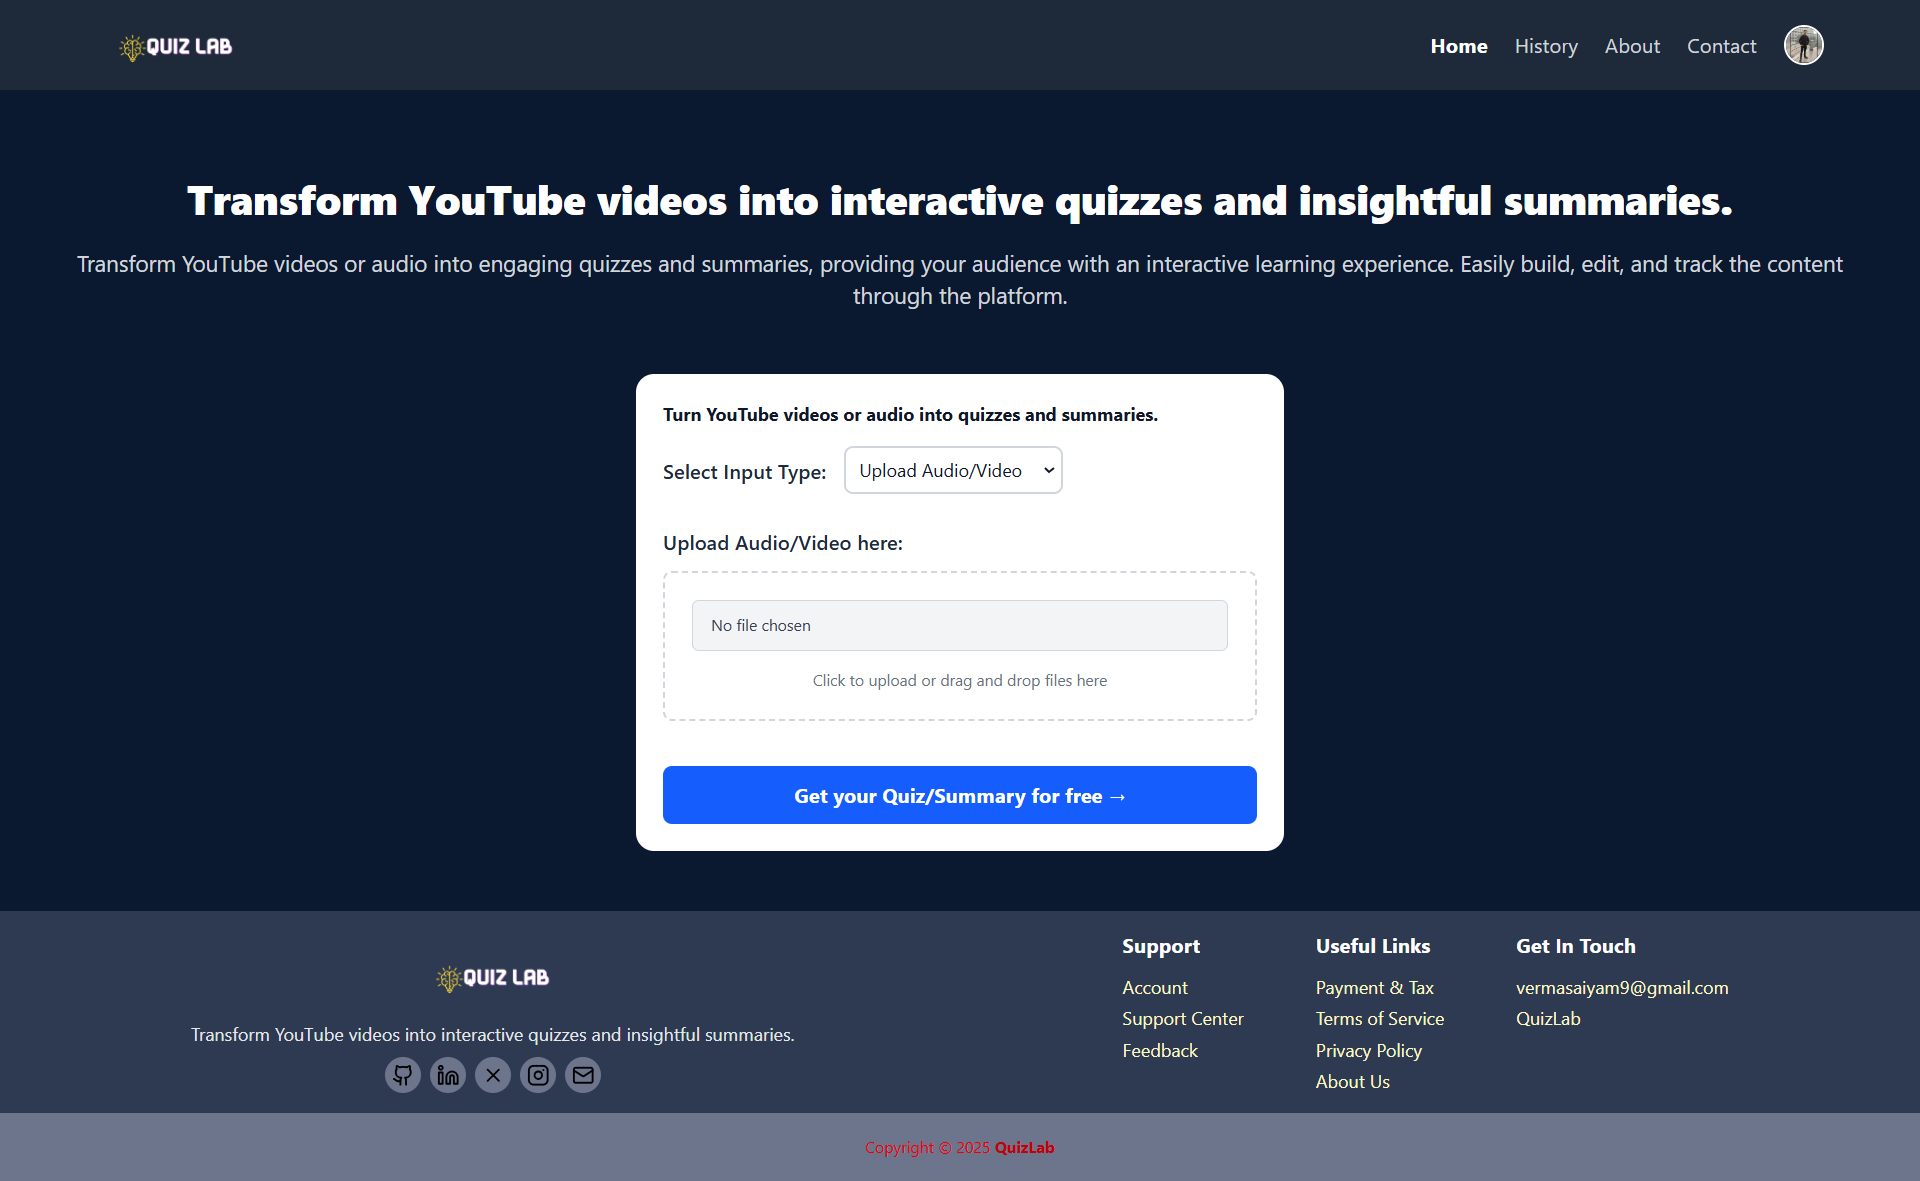 QUIZ LAB
Home History About Contact
Transform YouTube videos into interactive quizzes and insightful summaries.
Transform YouTube videos or audio into engaging quizzes and summaries, providing your audience with an interactive learning experience. Easily build, edit, and track the content
through the platform.
Turn YouTube videos or audio into quizzes and summaries.
Select Input Type: Upload Audio/Video
Upload Audio/Video here:
No file chosen
Click to upload or drag and drop files here
Get your Quiz/Summary for free →
QUIZ LAB
Transform YouTube videos into interactive quizzes and insightful summaries.
Support
Account
Support Center
Feedback
Useful Links
Payment & Tax
Terms of Service
Privacy Policy
About Us
Get In Touch
vermasaiyam9@gmail.com
QuizLab
Copyright © 2025 QuizLab